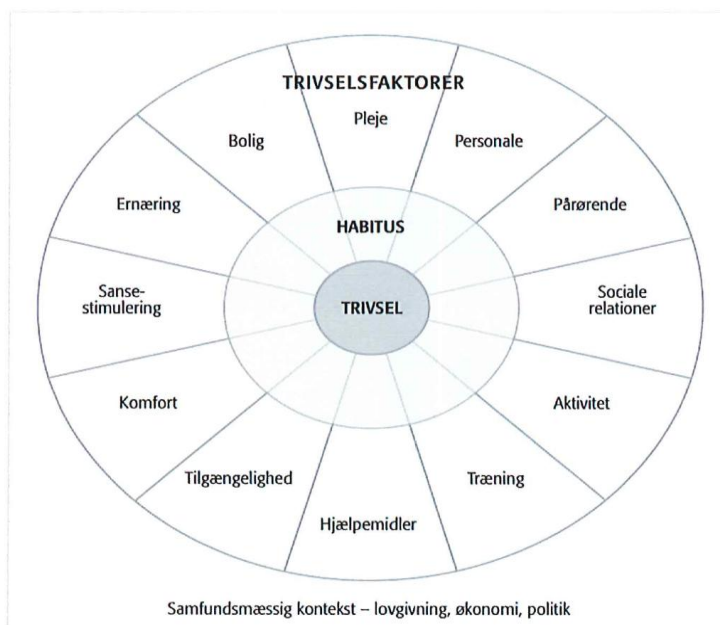 TRIVSELSFAKTORER
Pleje
Personale
Pårørende
Sociale
relationer
Aktivitet
Træning
Hjælpemidler
Tilgængelighed
Komfort
Sanse-
stimulering
Ernæring
Bolig
HABITUS
TRIVSEL
Samfundsmæssig kontekst – lovgivning, økonomi, politik